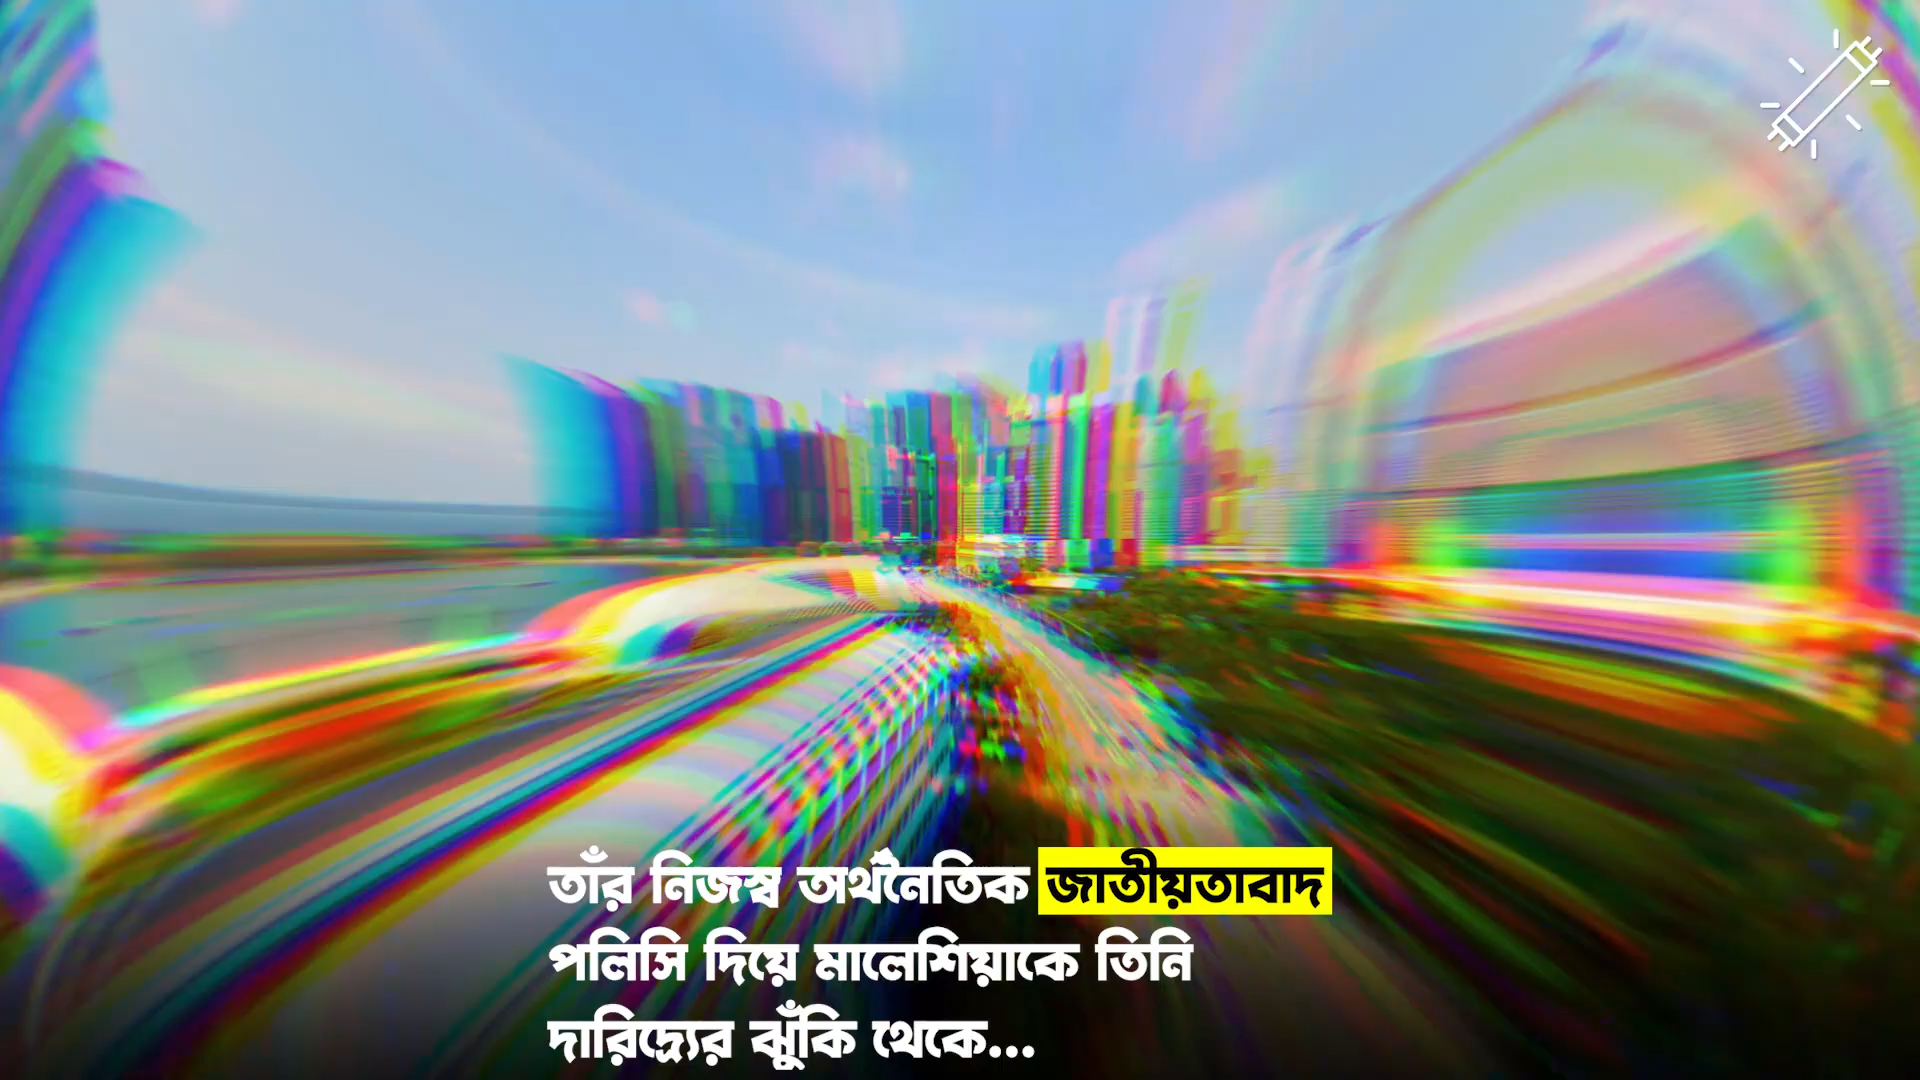 তাঁর নিজস্ব অর্থনৈতিক জাতীয়তাবাদ
পলিসি দিয়ে মালেশিয়াকে তিনি
দারিদ্র্যের ঝুঁকি থেকে...